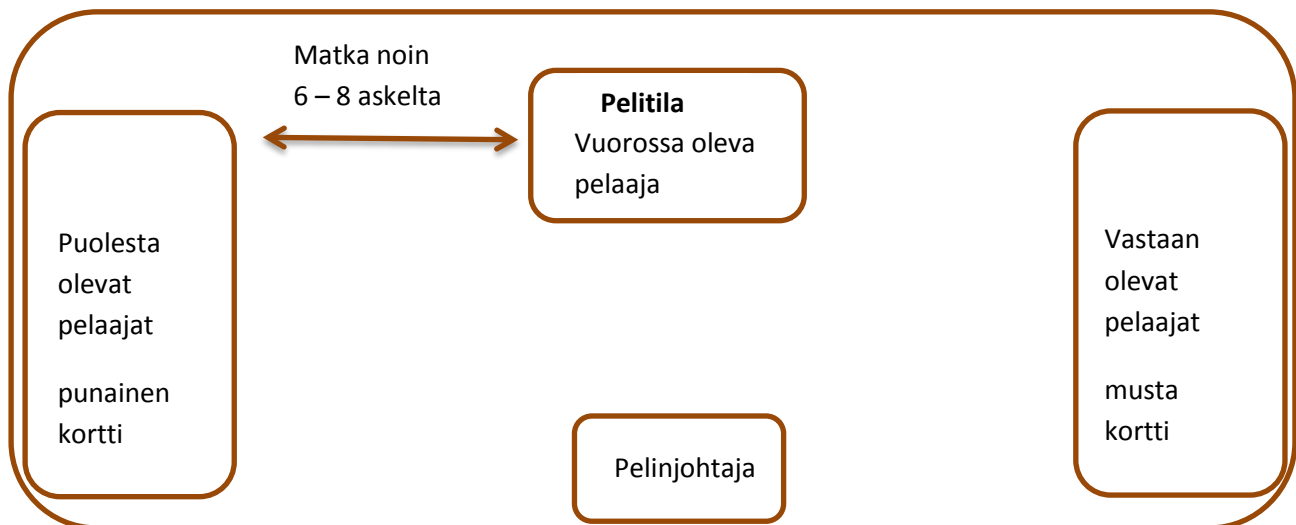 Matka noin
6 – 8 askelta
Pelitila
Vuorossa oleva
pelaaja
Puolesta
olevat
pelaajat
punainen
kortti
Vastaan
olevat
pelaajat
musta
kortti
Pelinjohtaja